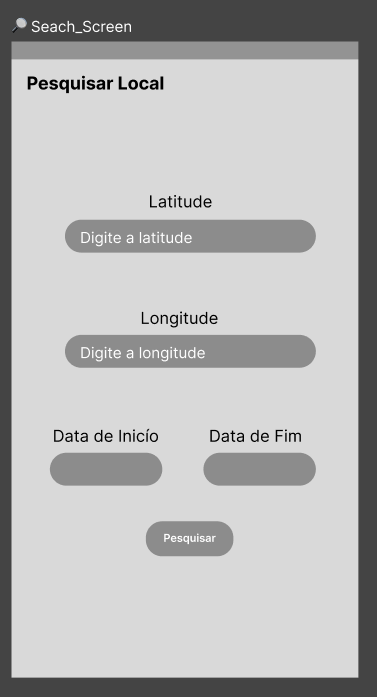 🔎 Seach_Screen
Pesquisar Local
Latitude
Digite a latitude
Longitude
Digite a longitude
Data de Inicío Data de Fim
Pesquisar